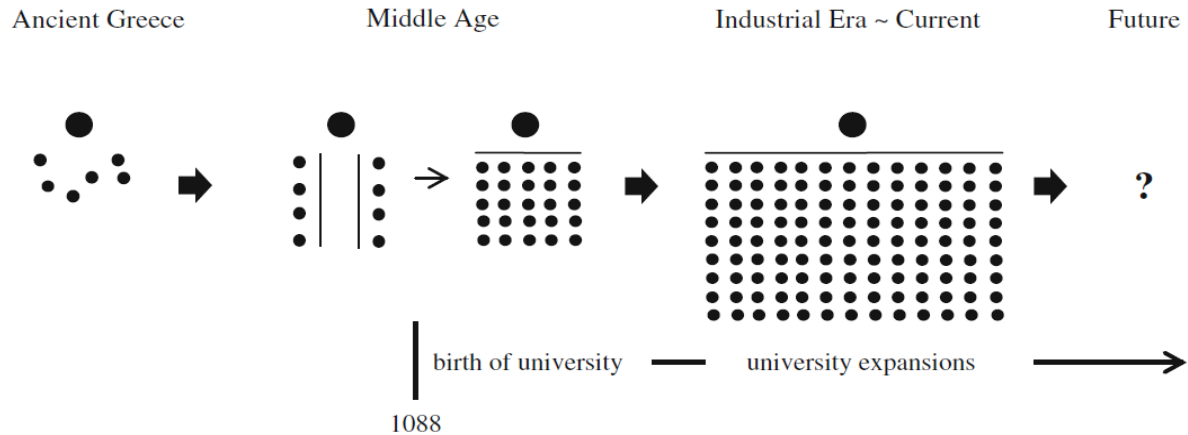 Ancient Greece
Middle Age
Industrial Era ~ Current
Future
?
birth of university
university expansions
1088